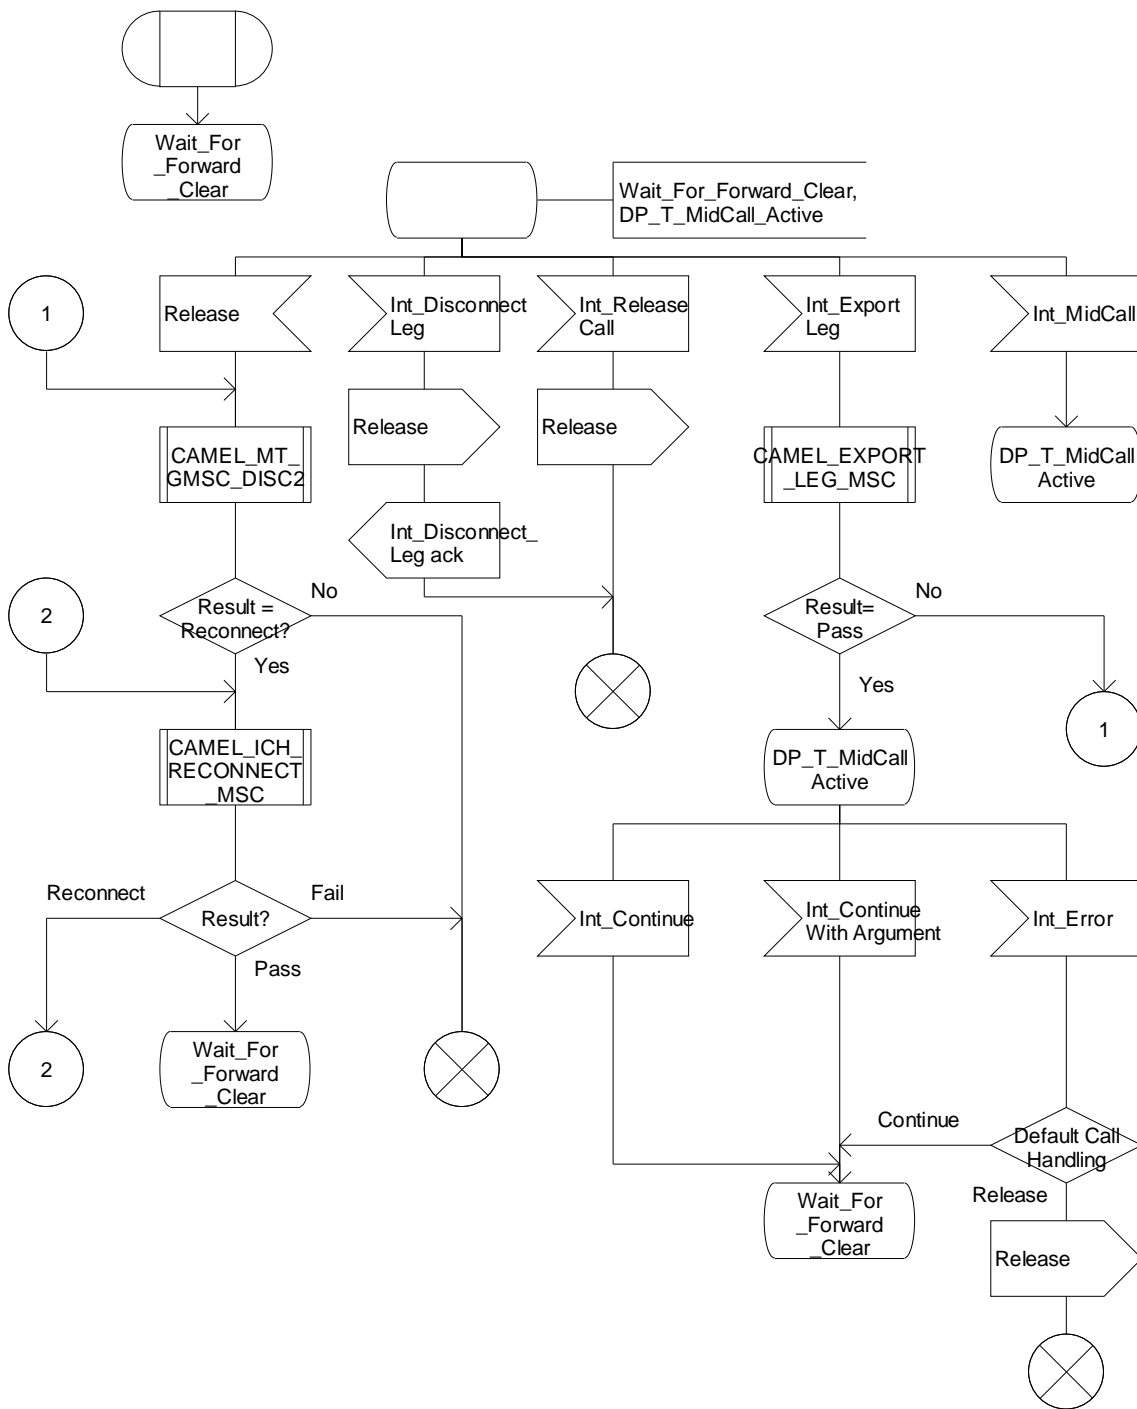 Wait_For
_Forward
_Clear
Wait_For_Forward_Clear,
DP_T_MidCall_Active
1
Release
Int_Disconnect
Leg
Int_Release
Call
Int_Export
Leg
Int_MidCall
Release
Release
CAMEL_MT_
GMSC_DISC2
CAMEL_EXPORT
_LEG_MSC
DP_T_MidCall
Active
Int_Disconnect_
Leg ack
2
Result =
Reconnect?
No
Yes
Result=
Pass
No
Yes
1
CAMEL_ICH_
RECONNECT
_MSC
DP_T_MidCall
Active
Reconnect
Result?
Fail
Pass
Int_Continue
Int_Continue
With Argument
Int_Error
2
Wait_For
_Forward
_Clear
Continue
Default Call
Handling
Release
Wait_For
_Forward
_Clear
Release